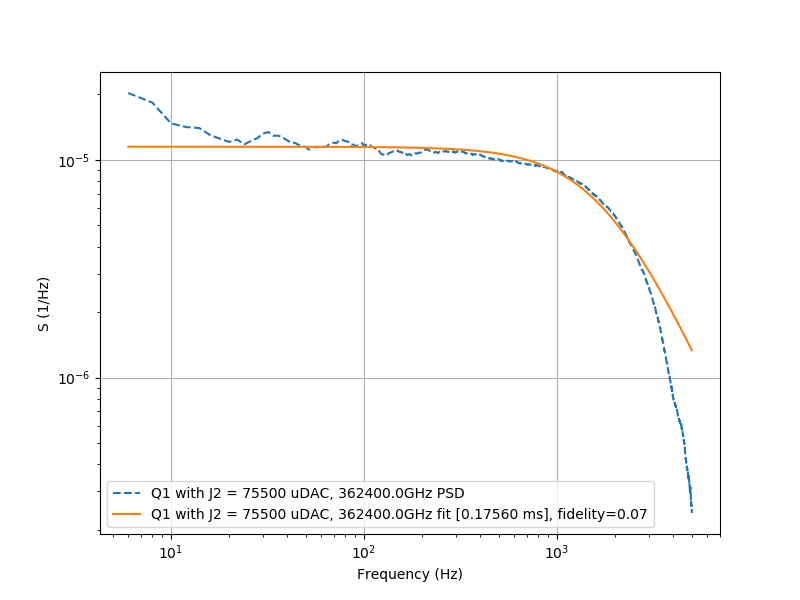 S (1/Hz)
10⁻⁵
10⁻⁶
Q1 with J2 = 75500 uDAC, 362400.0GHz PSD
Q1 with J2 = 75500 uDAC, 362400.0GHz fit [0.17560 ms], fidelity=0.07
10¹ 10² 10³
Frequency (Hz)